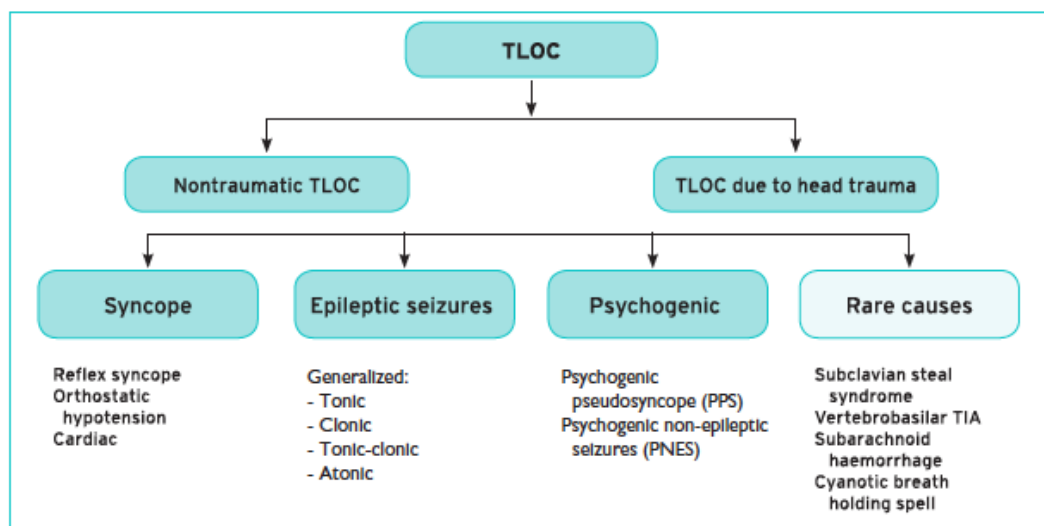 TLOC
Nontraumatic TLOC
TLOC due to head trauma
Syncope
Epileptic seizures
Psychogenic
Rare causes
Reflex syncope
Orthostatic
hypotension
Cardiac
Generalized:
- Tonic
- Clonic
- Tonic-clonic
- Atonic
Psychogenic
pseudosyncope (PPS)
Psychogenic non-epileptic
seizures (PNES)
Subclavian steal
syndrome
Vertebrobasilar TIA
Subarachnoid
haemorrhage
Cyanotic breath
holding spell